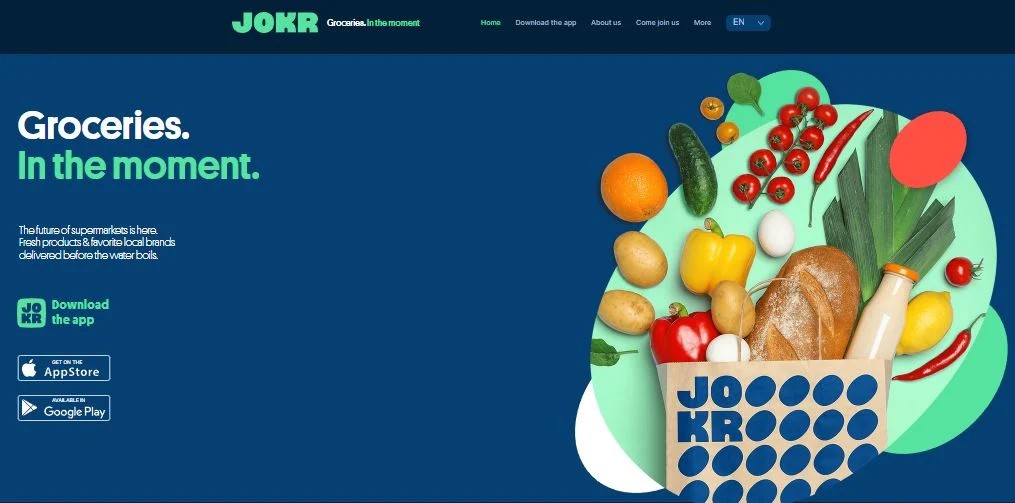 JOKR Groceries. In the moment
Home Download the app About us Come join us More EN
Groceries.
In the moment.
The future of supermarkets is here.
Fresh products & favorite local brands
delivered before the water boils.
JO
KR
Download
the app
GET ON THE
AppStore
AVAILABLE IN
Google Play
JO
KR